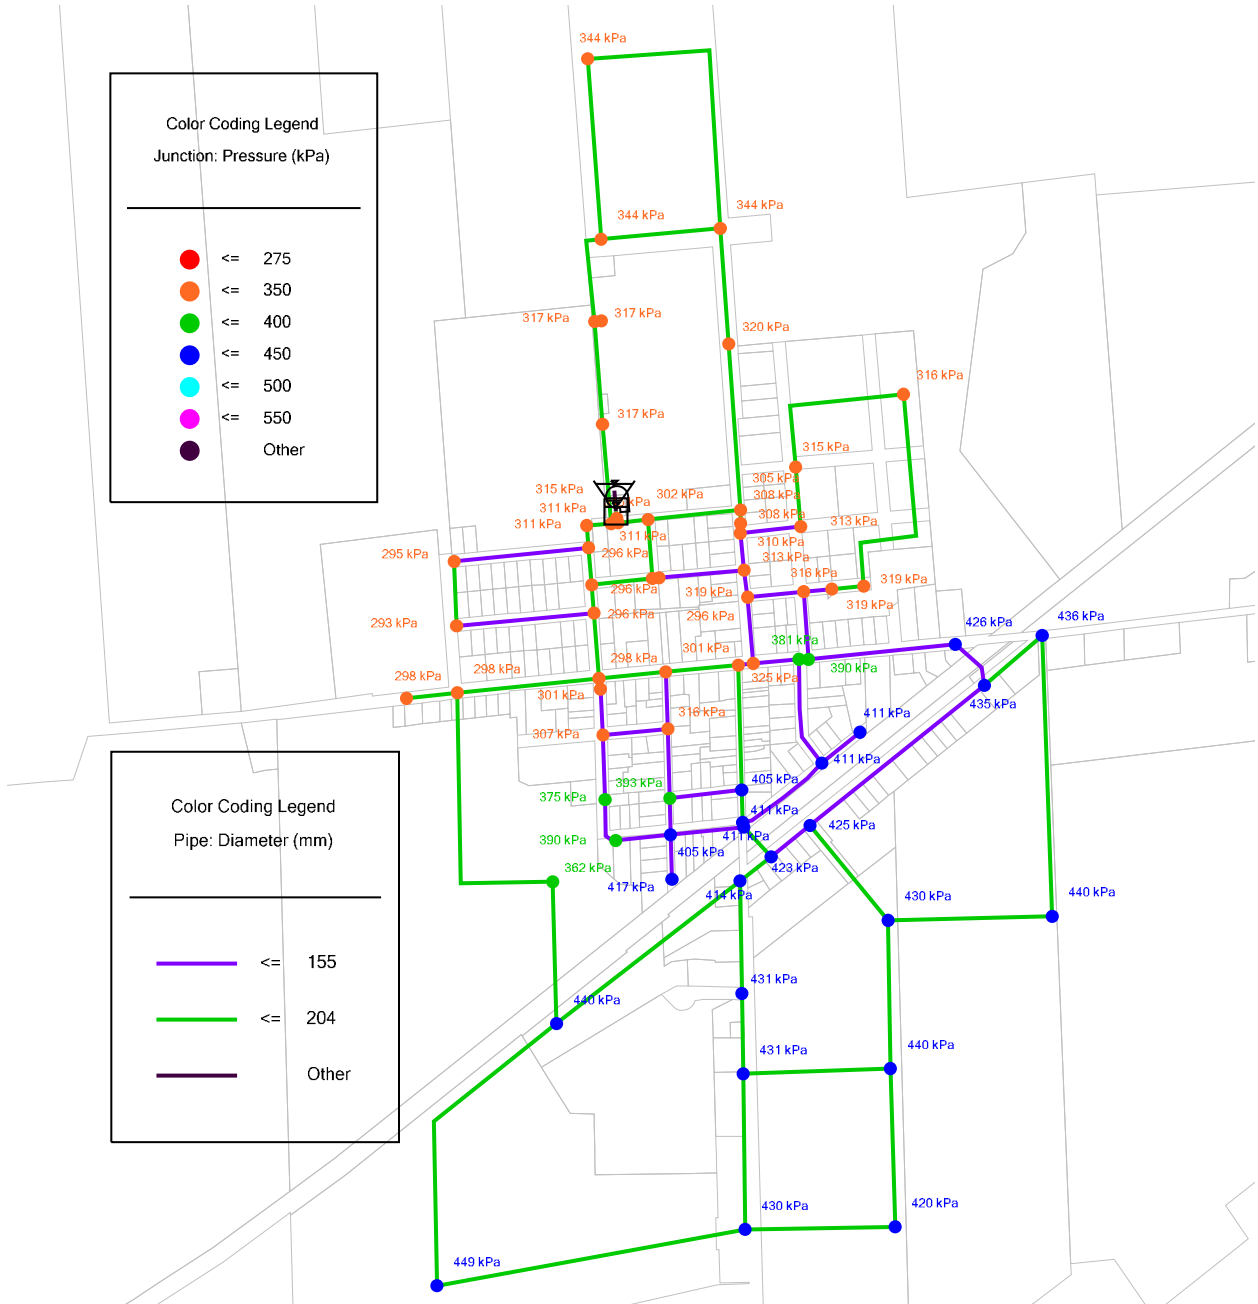 344 kPa
Color Coding Legend
Junction: Pressure (kPa)
<= 275
<= 350
<= 400
<= 450
<= 500
<= 550
Other
344 kPa
344 kPa
317 kPa
317 kPa
320 kPa
316 kPa
317 kPa
315 kPa
305 kPa
315 kPa
302 kPa
308 kPa
311 kPa
kPa
311 kPa
308 kPa
313 kPa
311 kPa
310 kPa
295 kPa
296 kPa
313 kPa
316 kPa
319 kPa
296 kPa
319 kPa
319 kPa
293 kPa
296 kPa
296 kPa
426 kPa
436 kPa
381 kPa
301 kPa
298 kPa
390 kPa
298 kPa
298 kPa
325 kPa
301 kPa
435 kPa
316 kPa
411 kPa
307 kPa
411 kPa
393 kPa
405 kPa
375 kPa
411 kPa
425 kPa
390 kPa
411 kPa
405 kPa
362 kPa
423 kPa
417 kPa
414 kPa
430 kPa
440 kPa
431 kPa
440 kPa
431 kPa
440 kPa
430 kPa
420 kPa
449 kPa
Color Coding Legend
Pipe: Diameter (mm)
<= 155
<= 204
Other